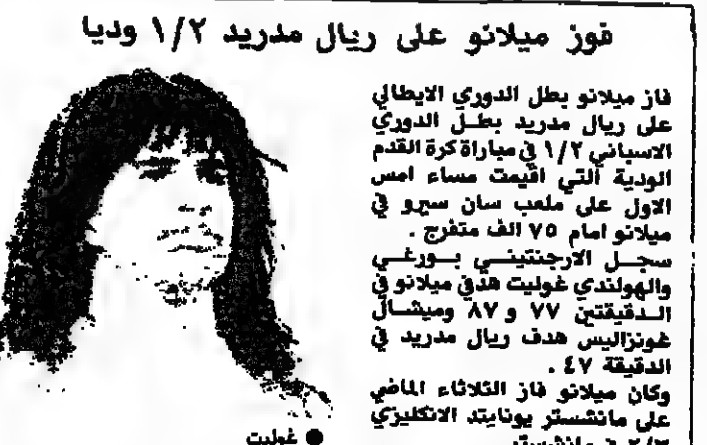 فوز ميلانو على ريال مدريد ١/٢ وديا
فاز ميلانو بطل الدوري الايطالي
على ريال مدريد بطل الدوري
الاسباني ١/٢ في مباراة كرة القدم
الودية التي اقيمت مساء امس
الاول على ملعب سان سيرو في
ميلانو امام ٧٥ الف متفرج .
سجل الارجنتيني بورغي
والهولندي غوليت هدفي ميلانو في
الدقيقتين ٧٧ و ٨٧ وميشال
غونزاليس هدف ريال مدريد في
الدقيقة ٤٧ .
وكان ميلانو فاز الثلاثاء الماضي
على مانشستر يونايتد الانكليزي
في مانشستر
● غوليت